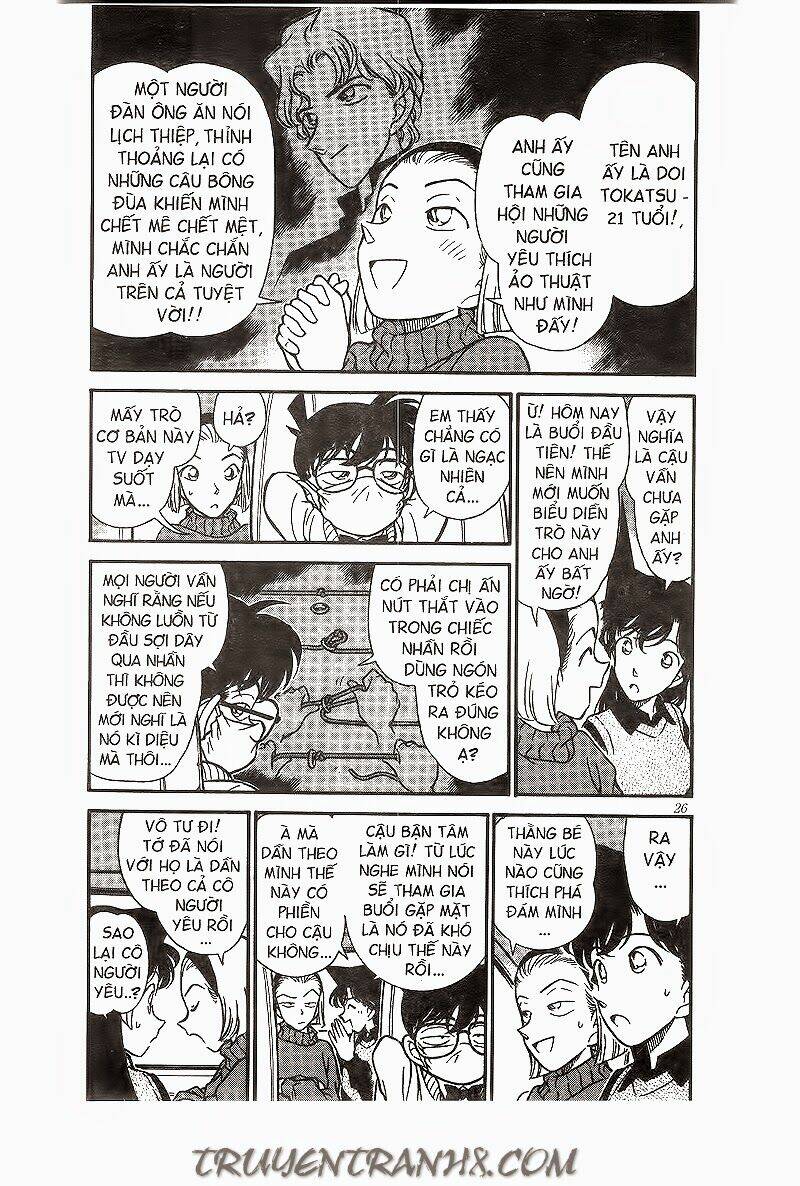 TÊN ANH
ẤY LÀ DOI
TOKATSU -
21 TUỔI!,
ANH ẤY
CŨNG
THAM GIA
HỘI NHỮNG
NGƯỜI
YÊU THÍCH
ẢO THUẬT
NHƯ MÌNH
ĐẤY!
MỘT NGƯỜI
ĐÀN ÔNG ĂN NÓI
LỊCH THIỆP, THỈNH
THOẢNG LẠI CÓ
NHỮNG CÂU BÔNG
ĐÙA KHIẾN MÌNH
CHẾT MÊ CHẾT MỆT,
MÌNH CHẮC CHẮN
ANH ẤY LÀ NGƯỜI
TRÊN CẢ TUYỆT
VỜI!!
VẬY
NGHĨA
LÀ CẬU
VẪN
CHƯA
GẶP
ANH
ẤY?
Ừ! HÔM NAY
LÀ BUỔI ĐẦU
TIÊN! THẾ
NÊN MÌNH
MỚI MUỐN
BIỂU DIỄN
TRÒ NÀY
CHO ANH
ẤY BẤT
NGỜ!
EM THẤY
CHẲNG CÓ
GÌ LÀ NGẠC
NHIÊN
CẢ...
HẢ?
MẤY TRÒ
CƠ BẢN NÀY
TV DẠY
SUỐT
MÀ...
CÓ PHẢI CHỊ ẤN
NÚT THẮT VÀO
TRONG CHIẾC
NHẪN RỒI
DÙNG NGÓN
TRỎ KÉO
RA ĐÚNG
KHÔNG
Ạ?
MỌI NGƯỜI VẪN
NGHĨ RẰNG NẾU
KHÔNG LUỒN TỪ
ĐẦU SỢI DÂY
QUA NHẪN
THÌ KHÔNG
ĐƯỢC NÊN
MỚI NGHĨ LÀ
NÓ KÌ DIỆU
MÀ THÔI...
26
RA
VẬY
...
THẰNG BÉ
NÀY LÚC
NÀO CŨNG
THÍCH PHÁ
ĐÁM MÌNH
...
CẬU BẬN TÂM
LÀM GÌ! TỪ LÚC
NGHE MÌNH NÓI
SẼ THAM GIA
BUỔI GẶP MẶT
LÀ NÓ ĐÃ KHÓ
CHỊU THẾ NÀY
RỒI...
À MÀ
DẪN THEO
MÌNH THẾ
NÀY CÓ
PHIỀN
CHO CẬU
KHÔNG...
VÔ TƯ ĐI!
TỚ ĐÃ NÓI
VỚI HỌ LÀ DẪN
THEO CẢ CÔ
NGƯỜI
YÊU RỒI
...
SAO
LẠI CÔ
NGƯỜI
YÊU..?
TRUYENTRANH8.COM